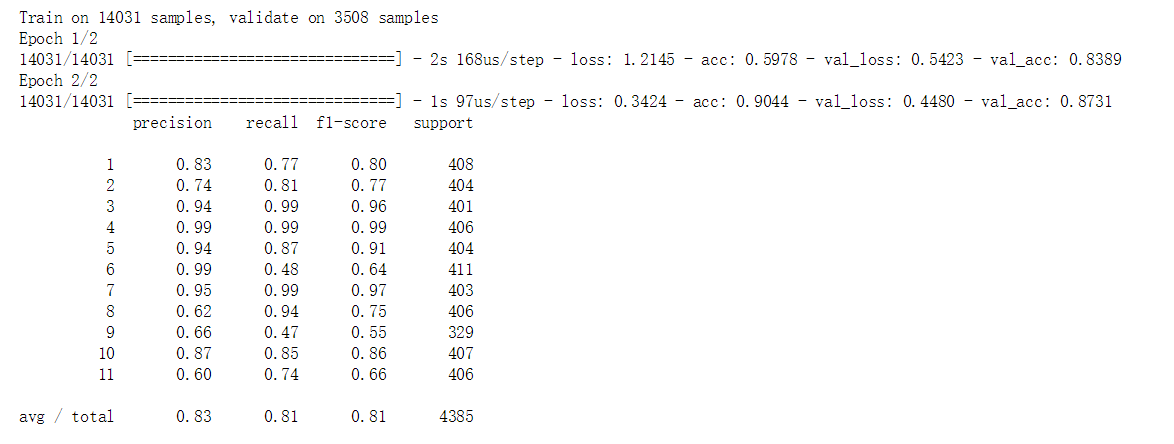 Train on 14031 samples, validate on 3508 samples
Epoch 1/2
14031/14031 [==============================] - 2s 168us/step - loss: 1.2145 - acc: 0.5978 - val_loss: 0.5423 - val_acc: 0.8389
Epoch 2/2
14031/14031 [==============================] - 1s 97us/step - loss: 0.3424 - acc: 0.9044 - val_loss: 0.4480 - val_acc: 0.8731
precision recall f1-score support
1 0.83 0.77 0.80 408
2 0.74 0.81 0.77 404
3 0.94 0.99 0.96 401
4 0.99 0.99 0.99 406
5 0.94 0.87 0.91 404
6 0.99 0.48 0.64 411
7 0.95 0.99 0.97 403
8 0.62 0.94 0.75 406
9 0.66 0.47 0.55 329
10 0.87 0.85 0.86 407
11 0.60 0.74 0.66 406
avg / total 0.83 0.81 0.81 4385